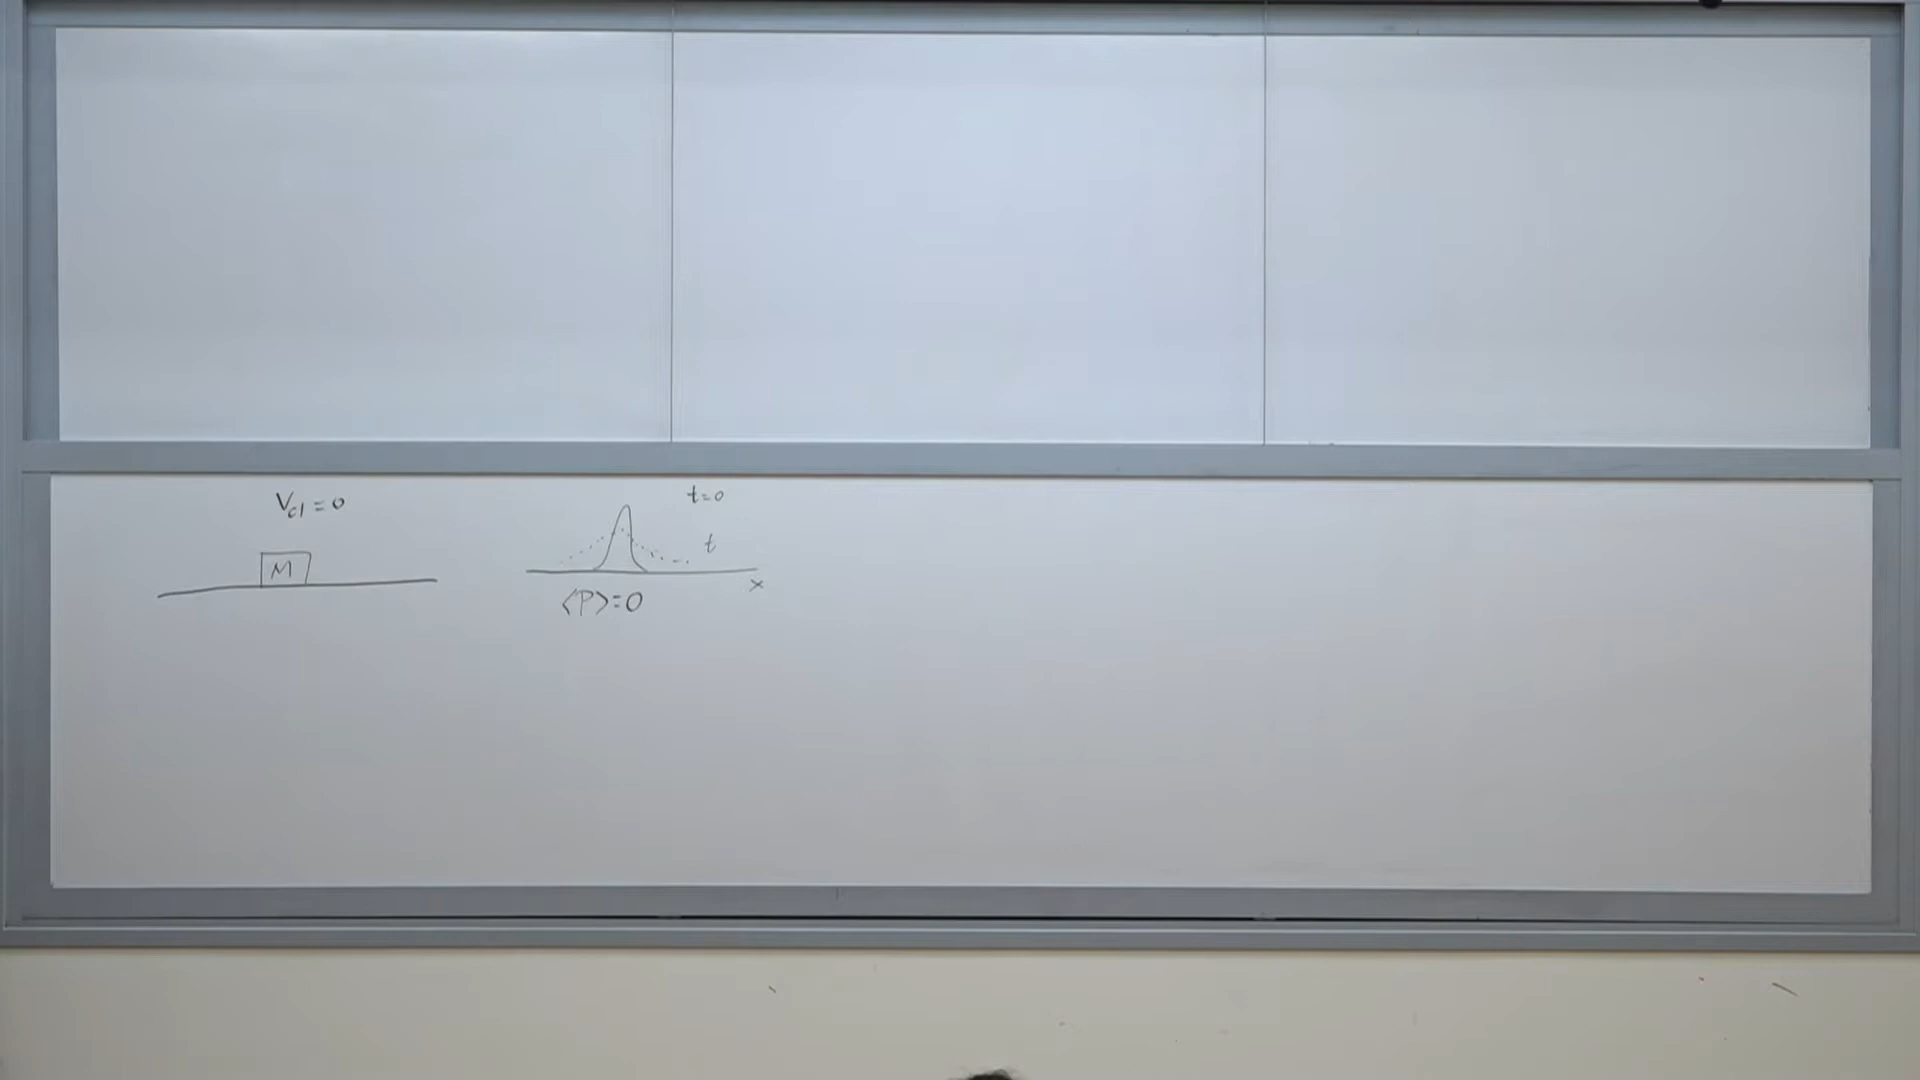 V_cl = 0
M
t=0
t
x
⟨P⟩=0